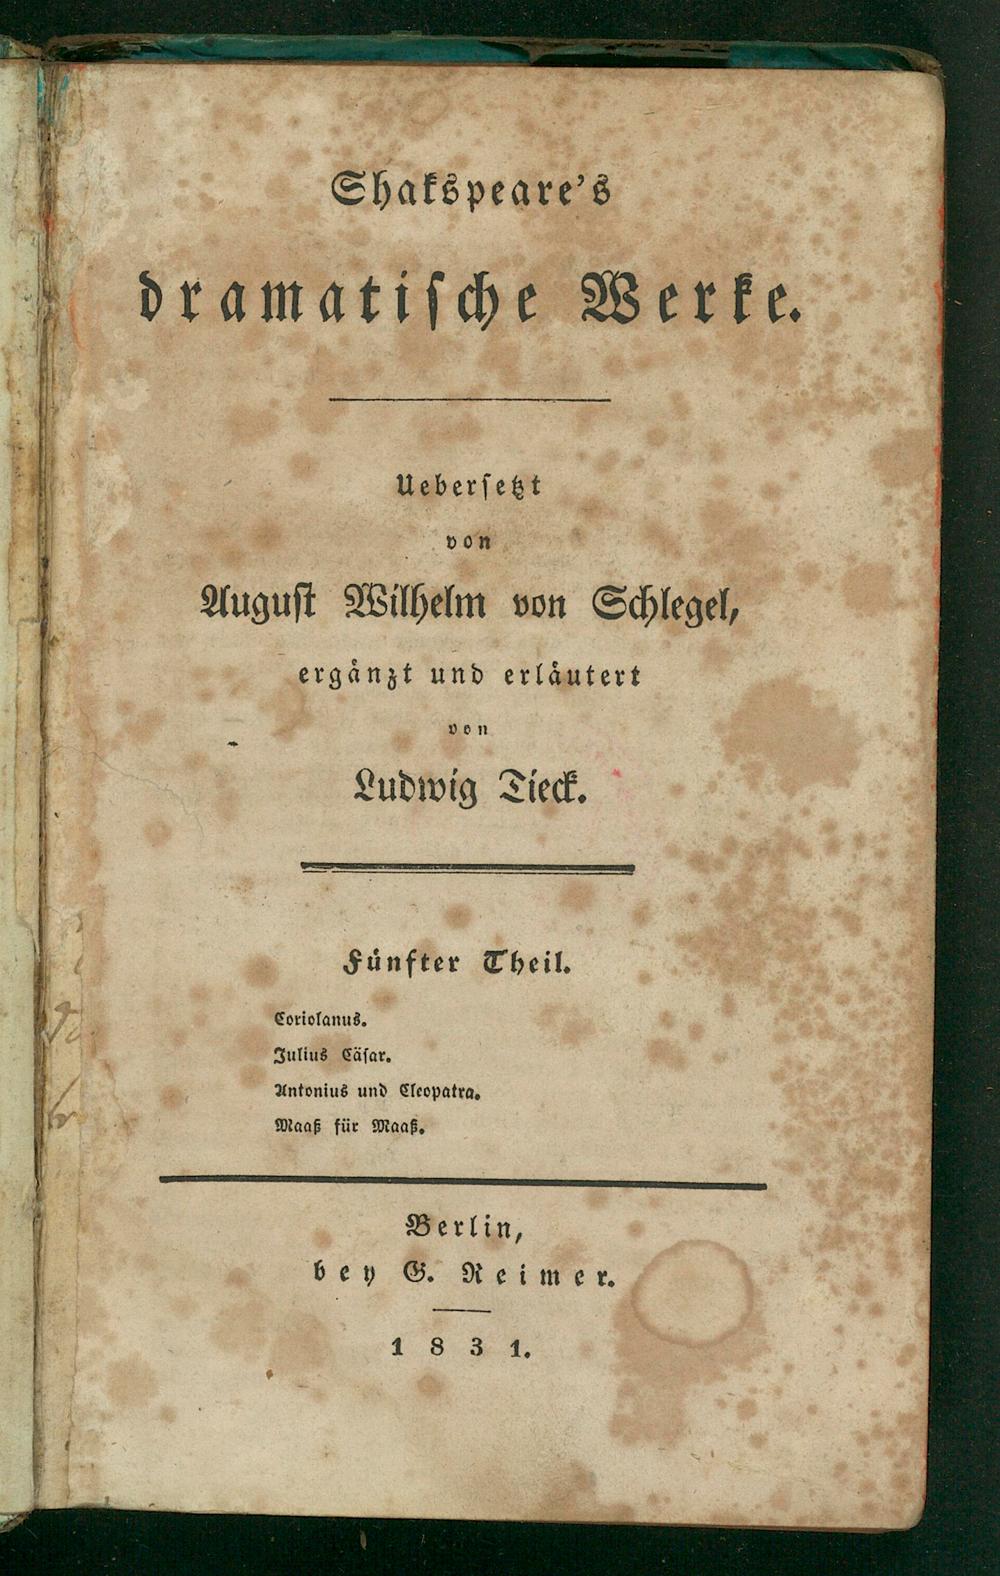 Shakspeare's
dramatische Werke.
Uebersetzt
von
August Wilhelm von Schlegel,
ergänzt und erläutert
von
Ludwig Tieck.
Fünfter Theil.
Coriolanus.
Julius Cäsar.
Antonius und Cleopatra.
Maaß für Maaß.
Berlin,
bey G. Reimer.
1831.